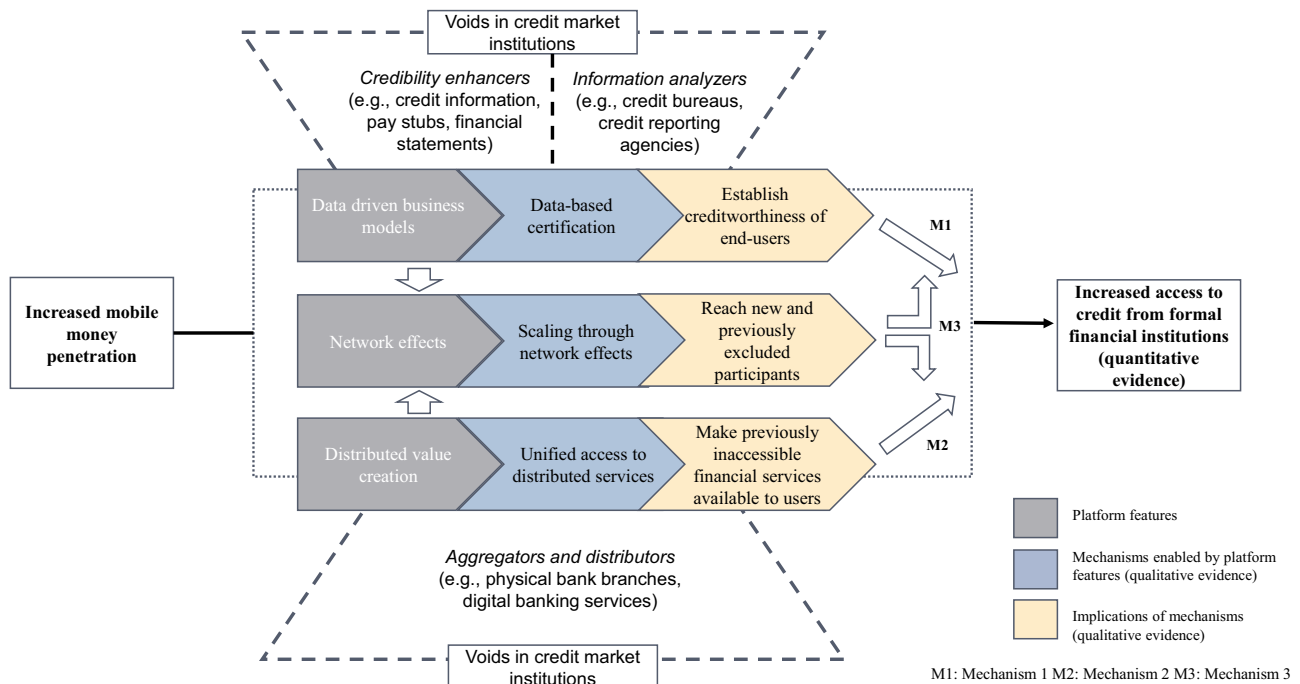 Voids in credit market
institutions
Credibility enhancers
(e.g., credit information,
pay stubs, financial
statements)
Information analyzers
(e.g., credit bureaus,
credit reporting
agencies)
Data driven business
models
Data-based
certification
Establish
creditworthiness of
end-users
M1
Increased mobile
money
penetration
Network effects
Scaling through
network effects
Reach new and
previously
excluded
participants
M3
Increased access to
credit from formal
financial institutions
(quantitative
evidence)
Distributed value
creation
Unified access to
distributed services
Make previously
inaccessible
financial services
available to users
M2
Aggregators and distributors
(e.g., physical bank branches,
digital banking services)
Voids in credit market
institutions
Platform features
Mechanisms enabled by platform
features (qualitative evidence)
Implications of mechanisms
(qualitative evidence)
M1: Mechanism 1 M2: Mechanism 2 M3: Mechanism 3